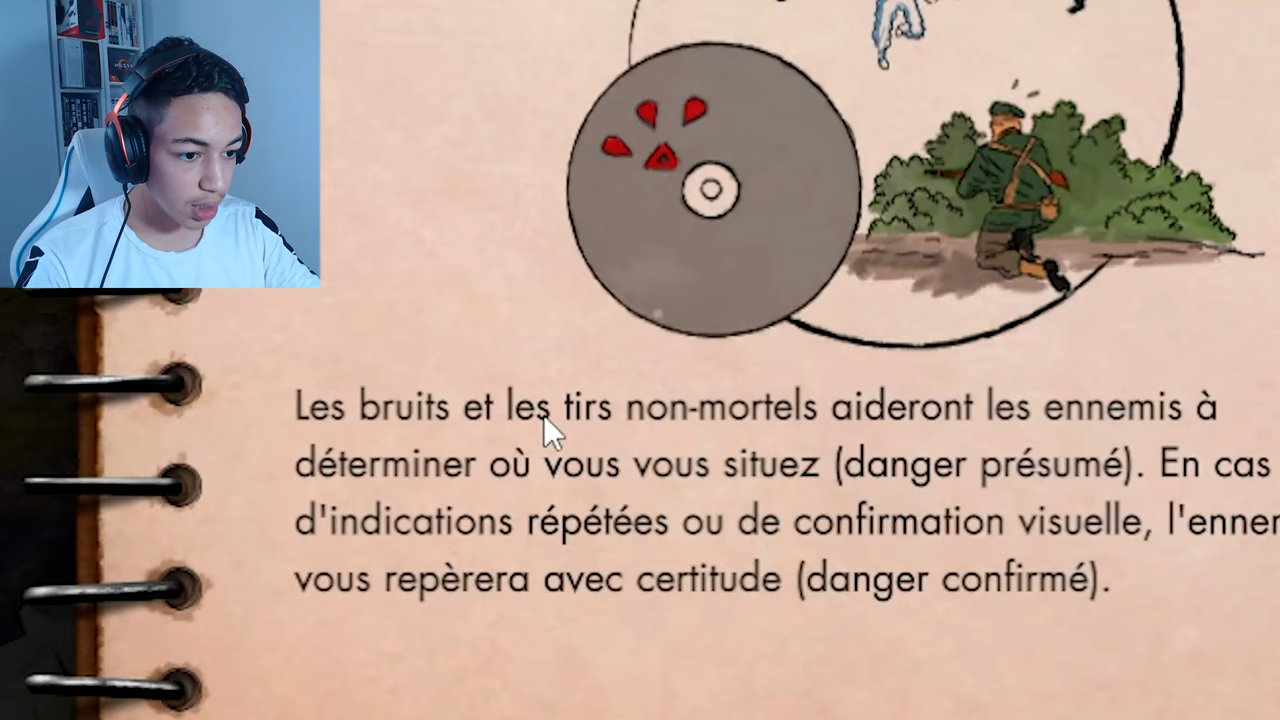 Les bruits et les tirs non-mortels aideront les ennemis à
déterminer où vous vous situez (danger présumé). En cas
d'indications répétées ou de confirmation visuelle,
vous repèrera avec certitude (danger confirmé).